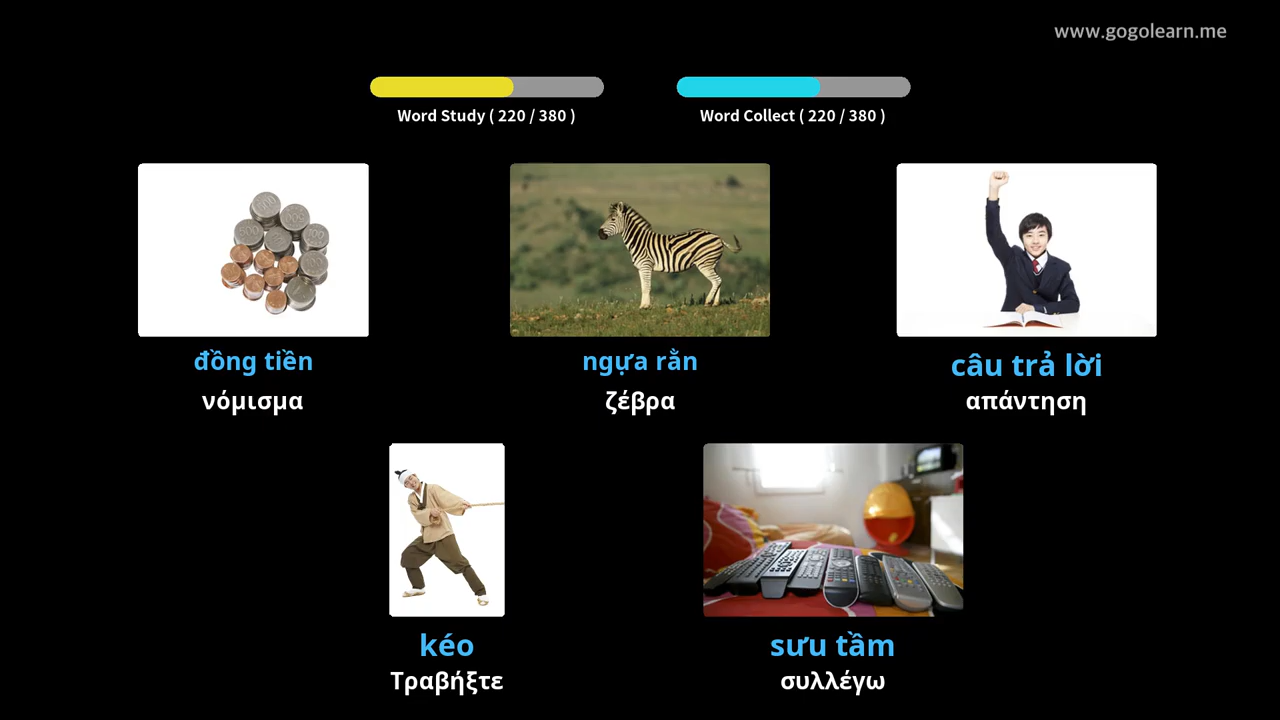 www.gogolearn.me
Word Study ( 220 / 380 )
Word Collect ( 220 / 380 )
đồng tiền
νόμισμα
ngựa rằn
ζέβρα
câu trả lời
απάντηση
kéo
Τραβήξτε
sưu tầm
συλλέγω